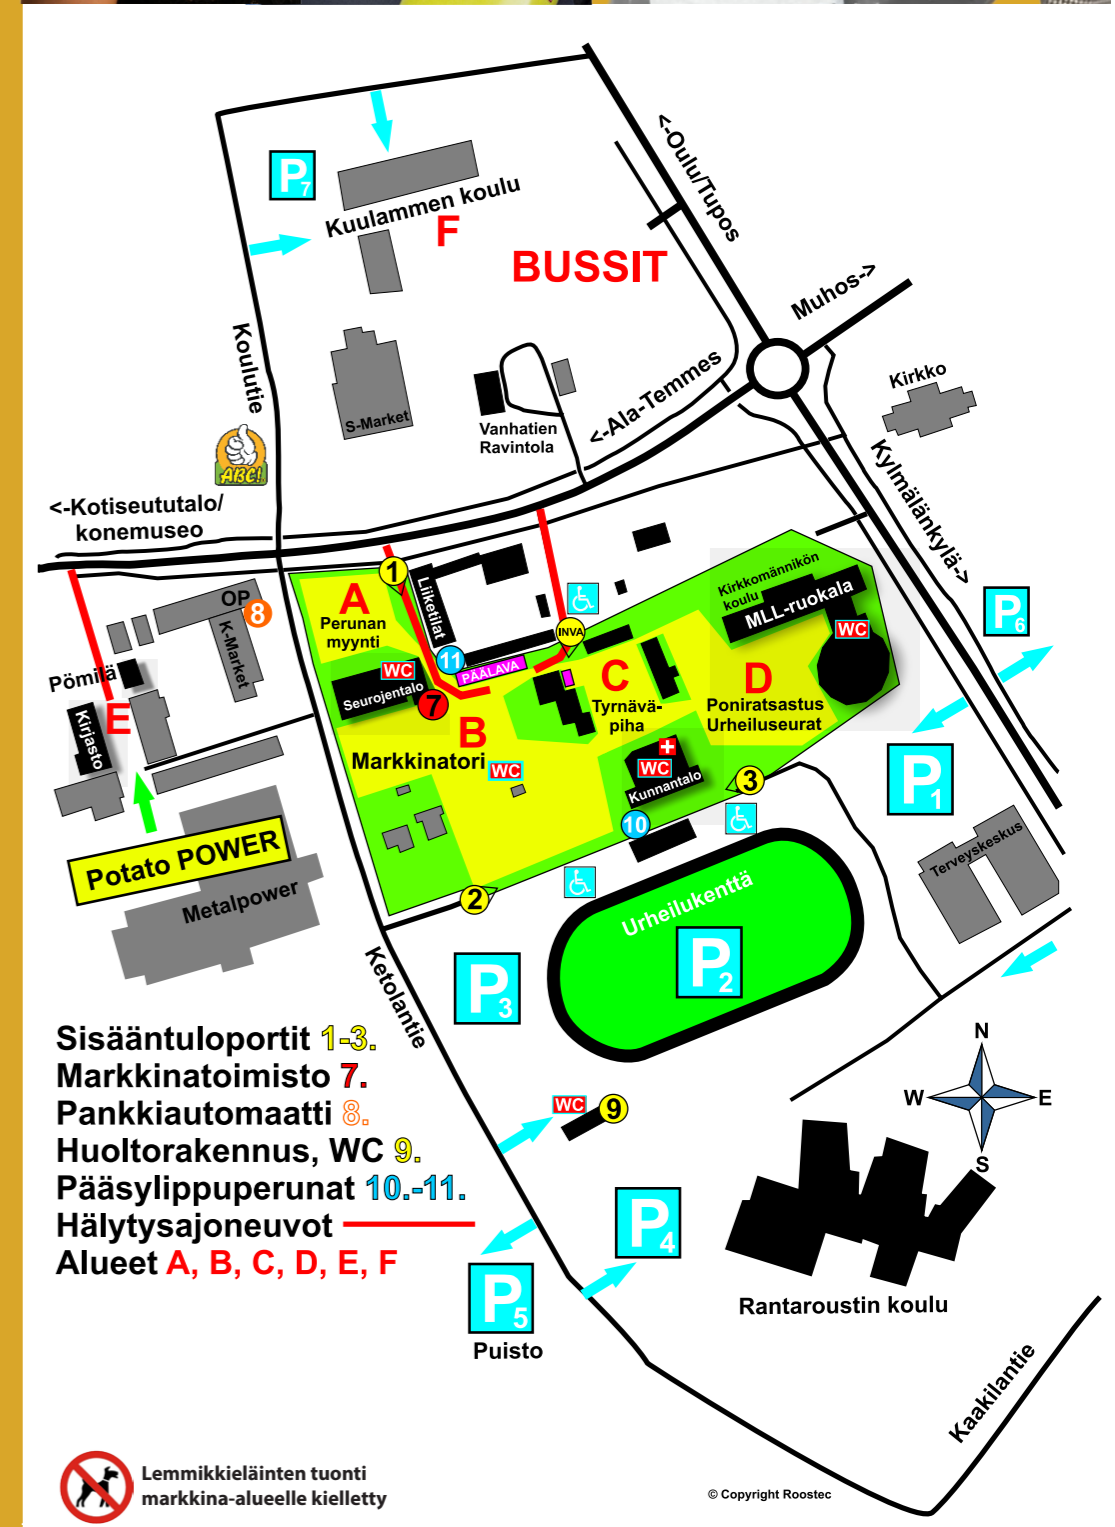 <-Oulu/Tupos
P7
Kuulammen koulu
F
BUSSIT
Muhos->
Koulutie
S-Market
Vanhatien
Ravintola
<-Ala-Temmes
Kirkko
ABC!
Kylmälänkylä->
<-Kotiseututalo/
konemuseo
1
A
Perunan
myynti
Liiketilat
INVA
Kirkkomännikön
koulu
MLL-ruokala
WC
P6
OP
8
K-Market
Pömilä
E
Kirjasto
11
PÄÄLAVA
WC
Seurojentalo
7
B
Markkinatori
WC
C
Tyrnävä-
piha
D
Poniratsastus
Urheiluseurat
WC
Kunnantalo
3
10
P1
Terveyskeskus
Potato POWER
Metalpower
2
Urheilukenttä
P2
P3
Ketolantie
Sisääntuloportit 1-3.
Markkinatoimisto 7.
Pankkiautomaatti 8.
Huoltorakennus, WC 9.
Pääsylippuperunat 10.-11.
Hälytysajoneuvot
Alueet A, B, C, D, E, F
WC
9
N
W
E
S
P4
P5
Puisto
Rantaroustin koulu
Kaakilantie
Lemmikkieläinten tuonti
markkina-alueelle kielletty
© Copyright Roostec